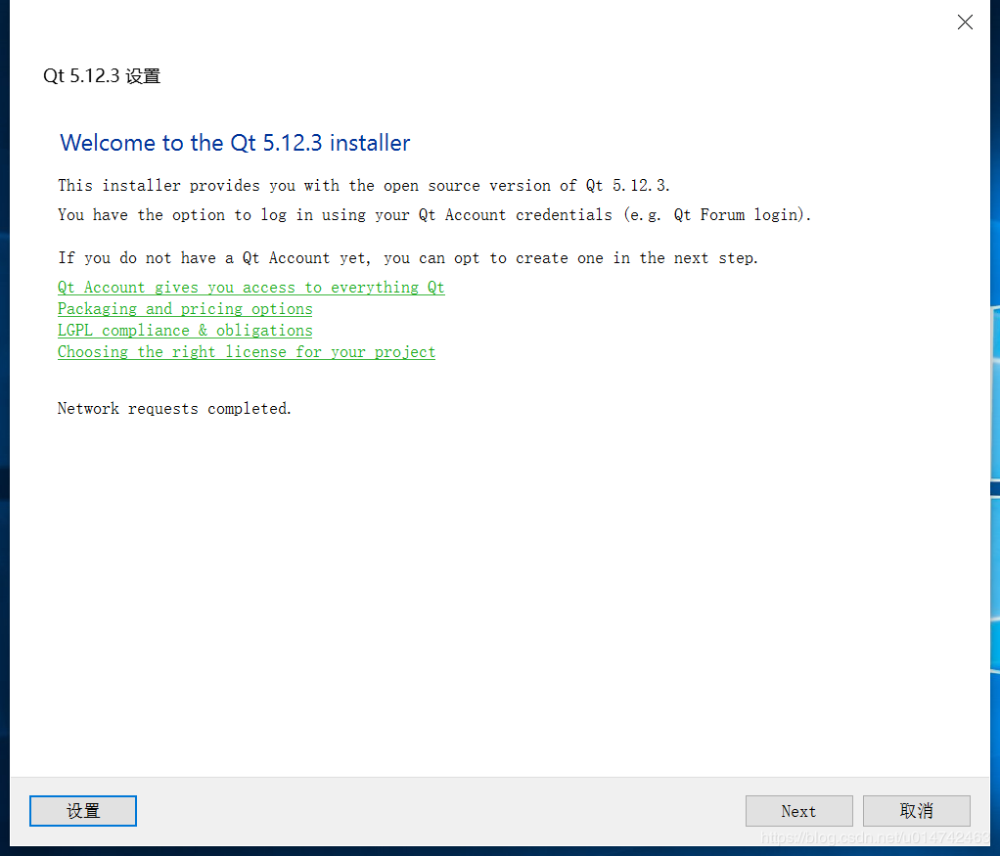 Qt 5.12.3 设置
Welcome to the Qt 5.12.3 installer
This installer provides you with the open source version of Qt 5.12.3.
You have the option to log in using your Qt Account credentials (e.g. Qt Forum login).
If you do not have a Qt Account yet, you can opt to create one in the next step.
Qt Account gives you access to everything Qt
Packaging and pricing options
LGPL compliance & obligations
Choosing the right license for your project
Network requests completed.
设置
Next
取消
https://blog.csdn.net/u014742463